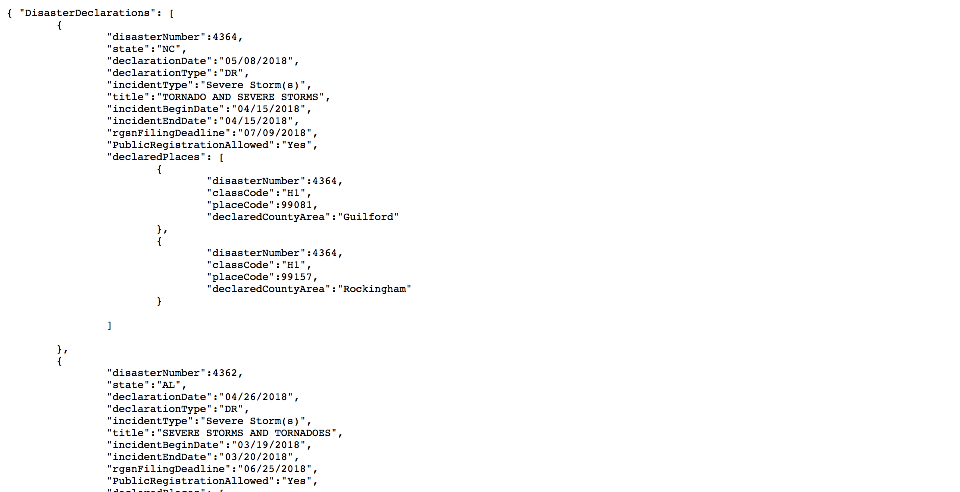 { "DisasterDeclarations": [
{
"disasterNumber":4364,
"state":"NC",
"declarationDate":"05/08/2018",
"declarationType":"DR",
"incidentType":"Severe Storm(s)",
"title":"TORNADO AND SEVERE STORMS",
"incidentBeginDate":"04/15/2018",
"incidentEndDate":"04/15/2018",
"rgsnFilingDeadline":"07/09/2018",
"PublicRegistrationAllowed":"Yes",
"declaredPlaces": [
{
"disasterNumber":4364,
"classCode":"H1",
"placeCode":99081,
"declaredCountyArea":"Guilford"
},
{
"disasterNumber":4364,
"classCode":"H1",
"placeCode":99157,
"declaredCountyArea":"Rockingham"
}
]
},
{
"disasterNumber":4362,
"state":"AL",
"declarationDate":"04/26/2018",
"declarationType":"DR",
"incidentType":"Severe Storm(s)",
"title":"SEVERE STORMS AND TORNADOES",
"incidentBeginDate":"03/19/2018",
"incidentEndDate":"03/20/2018",
"rgsnFilingDeadline":"06/25/2018",
"PublicRegistrationAllowed":"Yes",
"declaredPlaces": [